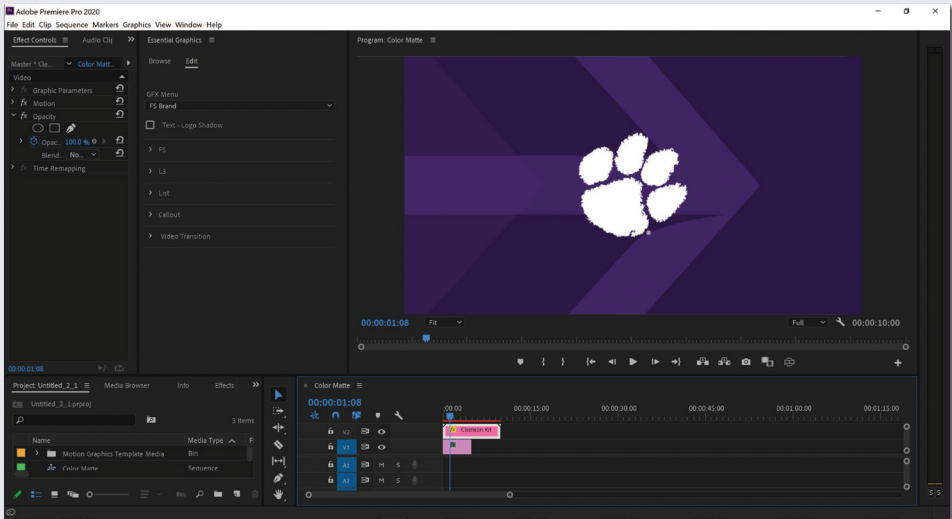 Adobe Premiere Pro 2020
File Edit Clip Sequence Markers Graphics View Window Help
Effect Controls
Audio Clip
Essential Graphics
Program: Color Matte
Master * Cle...
Color Matt...
Video
fx Graphic Parameters
fx Motion
fx Opacity
Opac... 100.0 %
Blend... No...
Time Remapping
00:00:01:08
Browse Edit
GFX Menu
FS Brand
Text - Logo Shadow
FS
L3
List
Callout
Video Transition
00:00:01:08 Fit Full 00:00:10:00
Project: Untitled_2_1
Media Browser
Info
Effects
Untitled_2_1.prproj
3 Items
Name Media Type F
Motion Graphics Template Media Bin
Color Matte Sequence
Color Matte
00:00:01:08
:00:00 00:00:15:00 00:00:30:00 00:00:45:00 00:01:00:00 00:01:15:00
V2 fx Clemson Kit
V1
A1 M S
A2 M S
S S